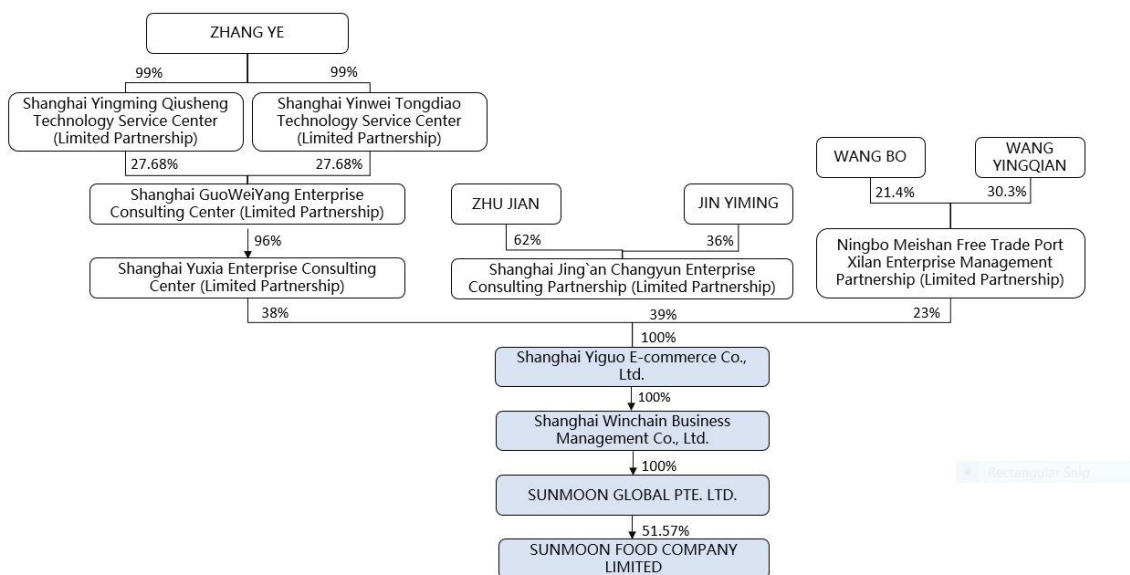 ZHANG YE
99%
99%
Shanghai Yingming Qiusheng
Technology Service Center
(Limited Partnership)
Shanghai Yinwei Tongdiao
Technology Service Center
(Limited Partnership)
27.68%
27.68%
WANG BO
WANG
YINGQIAN
21.4%
30.3%
Shanghai GuoWeiYang Enterprise
Consulting Center (Limited Partnership)
ZHU JIAN
JIN YIMING
96%
62%
36%
Shanghai Yuxia Enterprise Consulting
Center (Limited Partnership)
Shanghai Jing`an Changyun Enterprise
Consulting Partnership (Limited Partnership)
Ningbo Meishan Free Trade Port
Xilan Enterprise Management
Partnership (Limited Partnership)
38%
39%
23%
100%
Shanghai Yiguo E-commerce Co.,
Ltd.
100%
Shanghai Winchain Business
Management Co., Ltd.
100%
Rectangular Snip
SUNMOON GLOBAL PTE. LTD.
51.57%
SUNMOON FOOD COMPANY
LIMITED